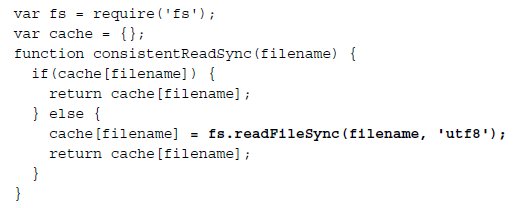 var fs = require('fs');
var cache = {};
function consistentReadSync(filename) {
  if(cache[filename]) {
    return cache[filename];
  } else {
    cache[filename] = fs.readFileSync(filename, 'utf8');
    return cache[filename];
  }
}